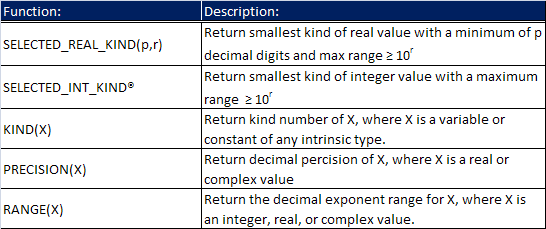 Function: Description:
Return smallest kind of real value with a minimum of p
SELECTED_REAL_KIND(p,r) decimal digits and max range ≥ 10^r
Return smallest kind of integer value with a maximum
SELECTED_INT_KIND® range ≥ 10^r
Return kind number of X, where X is a variable or
KIND(X) constant of any intrinsic type.
Return decimal percision of X, where X is a real or
PRECISION(X) complex value
Return the decimal exponent range for X, where X is
RANGE(X) an integer, real, or complex value.